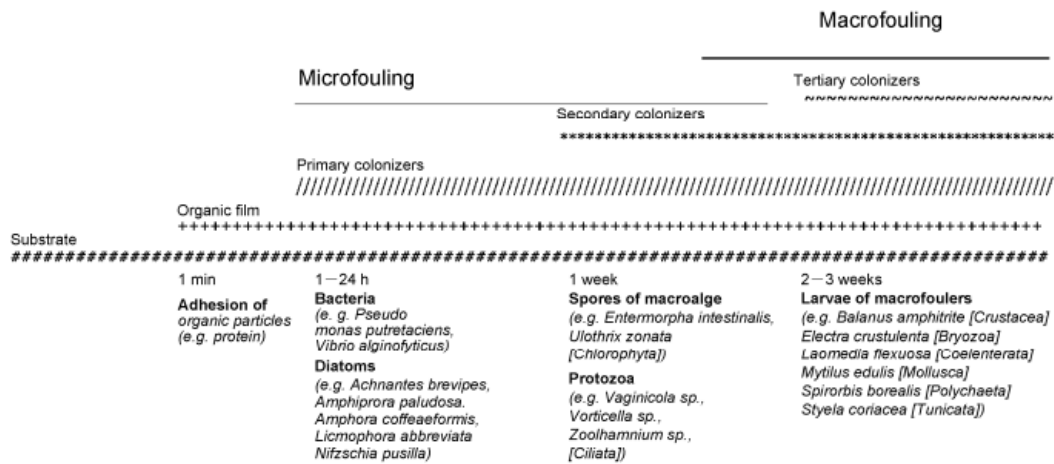 Macrofouling
Microfouling
Tertiary colonizers
~~~~~~~~~~~~~~~~~~~~~~~
Secondary colonizers
*******************************************************
Primary colonizers
////////////////////////////////////////////////////////////////////////////////
Organic film
++++++++++++++++++++++++++++++++++++++++++++++++++++++++++++++++++++++++++++++
Substrate
################################################################################################
1 min
Adhesion of
organic particles
(e.g. protein)
1－24 h
Bacteria
(e. g. Pseudo
monas putretaciens,
Vibrio alginofyticus)
Diatoms
(e.g. Achnantes brevipes,
Amphiprora paludosa.
Amphora coffeaeformis,
Licmophora abbreviata
Nifzschia pusilla)
1 week
Spores of macroalge
(e.g. Entermorpha intestinalis,
Ulothrix zonata
[Chlorophyta])
Protozoa
(e.g. Vaginicola sp.,
Vorticella sp.,
Zoolhamnium sp.,
[Ciliata])
2－3 weeks
Larvae of macrofoulers
(e.g. Balanus amphitrite [Crustacea]
Electra crustulenta [Bryozoa]
Laomedia flexuosa [Coelenterata]
Mytilus edulis [Mollusca]
Spirorbis borealis [Polychaeta]
Styela coriacea [Tunicata])